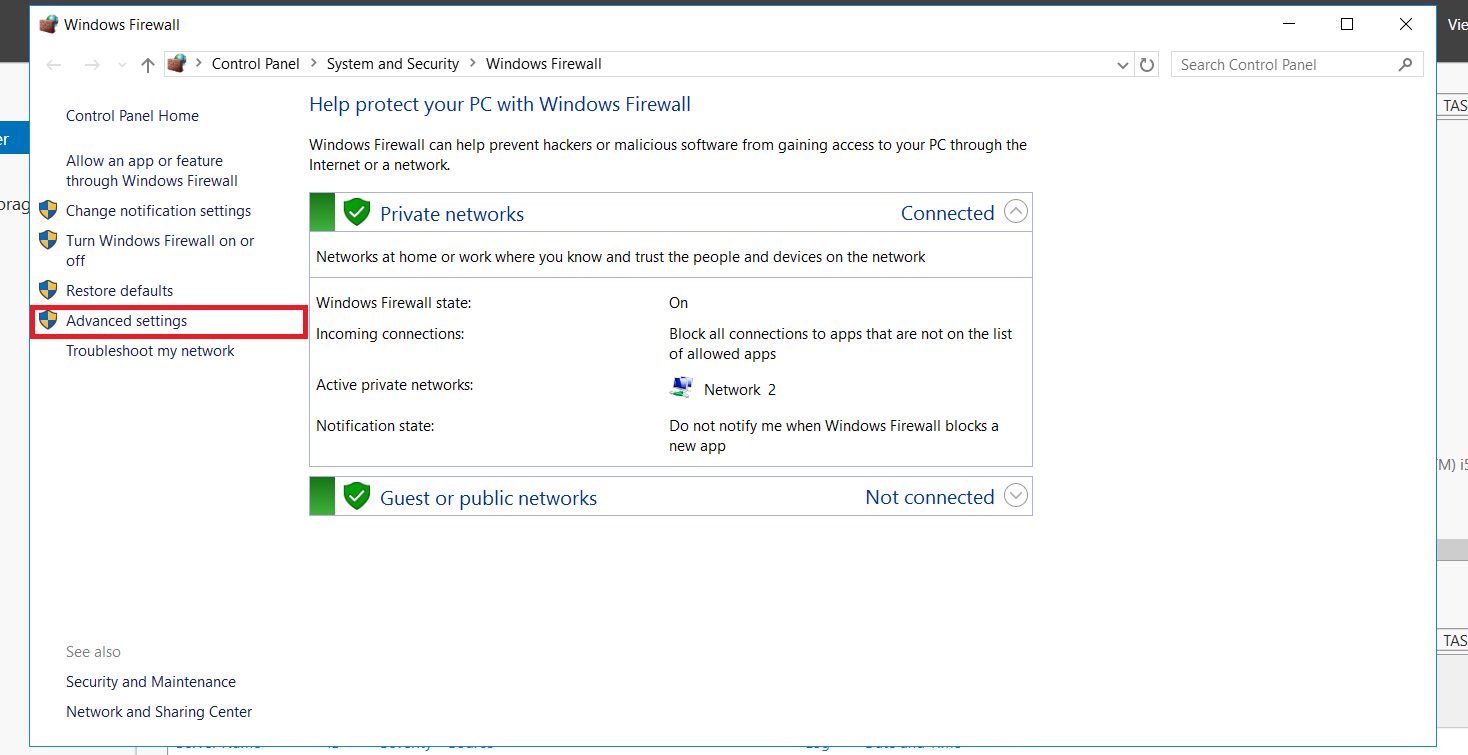 Windows Firewall
Vie
Control Panel > System and Security > Windows Firewall
Search Control Panel
Control Panel Home
Allow an app or feature
through Windows Firewall
Change notification settings
Turn Windows Firewall on or
off
Restore defaults
Advanced settings
Troubleshoot my network
See also
Security and Maintenance
Network and Sharing Center
Help protect your PC with Windows Firewall
Windows Firewall can help prevent hackers or malicious software from gaining access to your PC through the
Internet or a network.
Private networks Connected
Networks at home or work where you know and trust the people and devices on the network
Windows Firewall state: On
Incoming connections: Block all connections to apps that are not on the list
of allowed apps
Active private networks: Network 2
Notification state: Do not notify me when Windows Firewall blocks a
new app
Guest or public networks Not connected
er
orag
TAS
M) i5
TAS